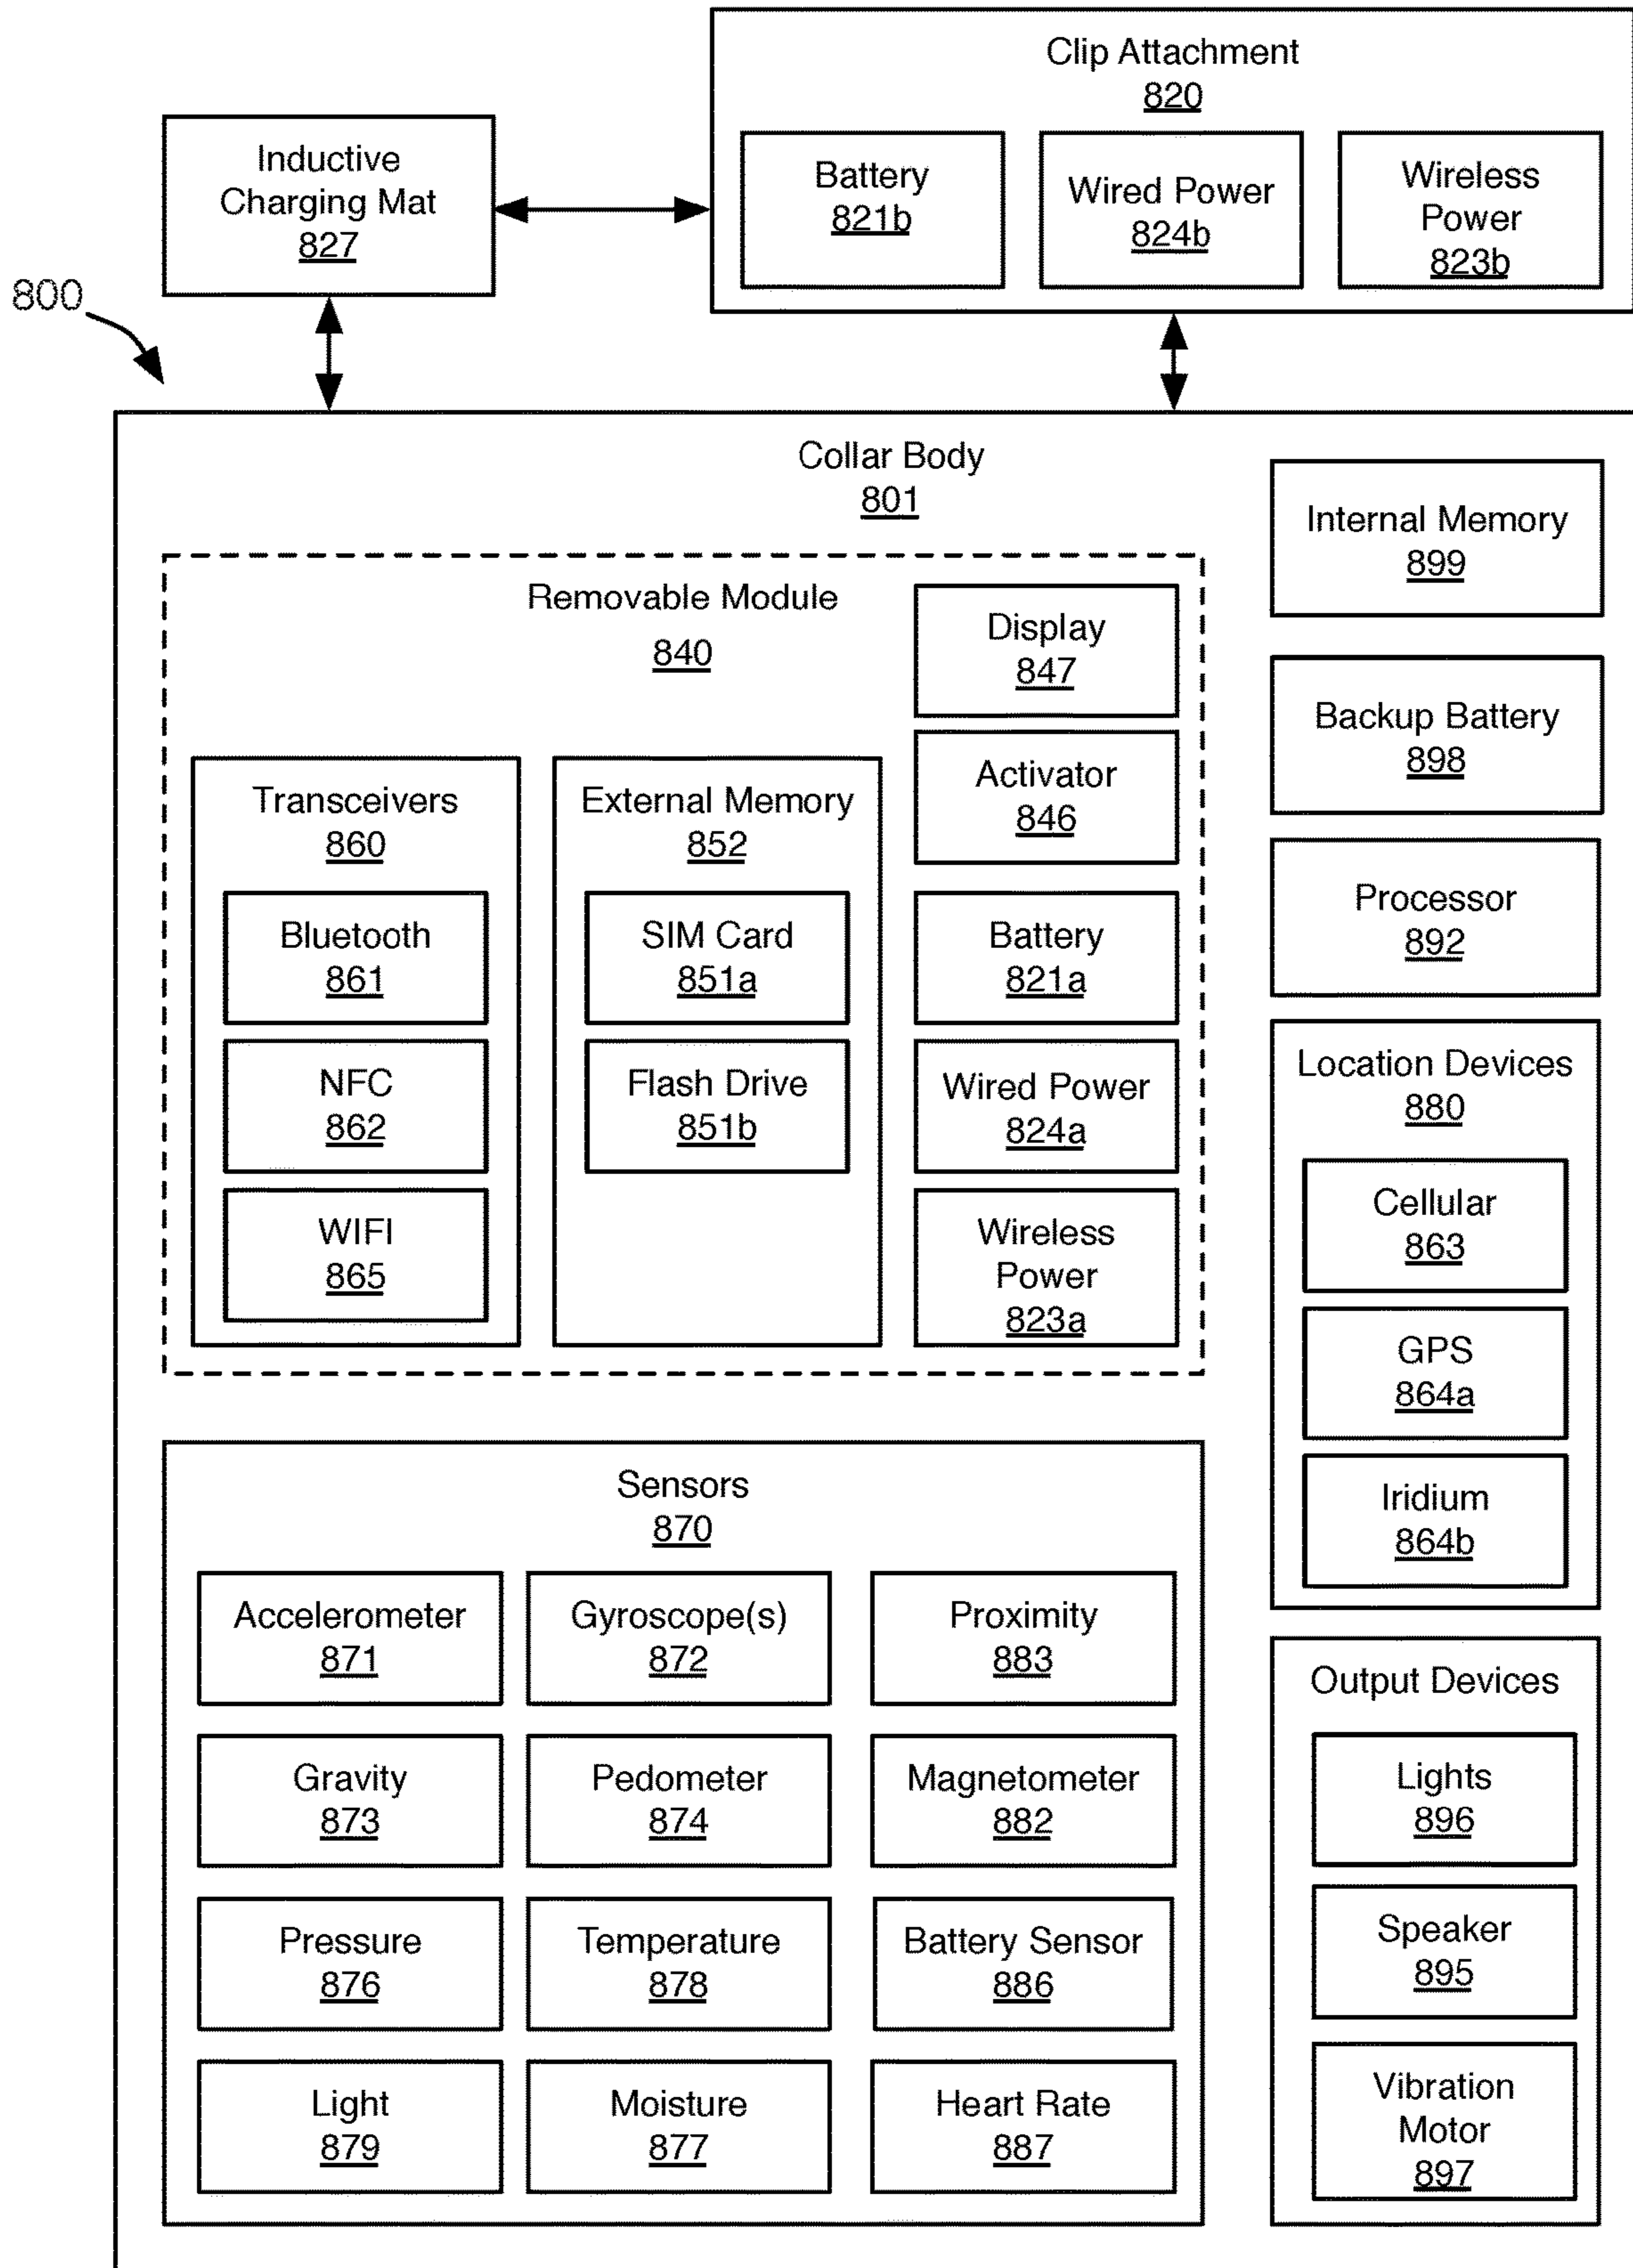 Clip Attachment
820
Battery
821b
Wired Power
824b
Wireless
Power
823b
Inductive
Charging Mat
827
800
Collar Body
801
Removable Module
840
Display
847
Activator
846
Transceivers
860
Bluetooth
861
NFC
862
WIFI
865
External Memory
852
SIM Card
851a
Flash Drive
851b
Battery
821a
Wired Power
824a
Wireless
Power
823a
Internal Memory
899
Backup Battery
898
Processor
892
Location Devices
880
Cellular
863
GPS
864a
Iridium
864b
Sensors
870
Accelerometer
871
Gyroscope(s)
872
Proximity
883
Gravity
873
Pedometer
874
Magnetometer
882
Pressure
876
Temperature
878
Battery Sensor
886
Light
879
Moisture
877
Heart Rate
887
Output Devices
Lights
896
Speaker
895
Vibration
Motor
897